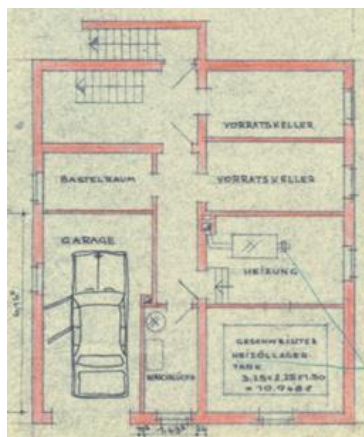 VORRATSKELLER
BASTELRAUM
VORRATSKELLER
GARAGE
HEIZUNG
GESCHWEISSTER
HEIZÖLLAGER-
TANK
WASCHKÜCHE